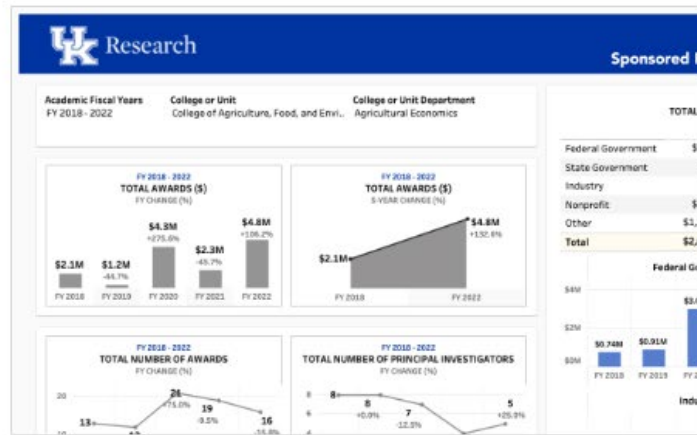 UK Research
Sponsored
Academic Fiscal Years
FY 2018 - 2022
College or Unit
College of Agriculture, Food, and Envi..
College or Unit Department
Agricultural Economics
FY 2018 - 2022
TOTAL AWARDS ($)
FY CHANGE (%)
$2.1M
$1.2M
-44.7%
$4.3M
+275.6%
$2.3M
-45.7%
$4.8M
+106.2%
FY 2018 FY 2019 FY 2020 FY 2021 FY 2022
FY 2018 - 2022
TOTAL AWARDS ($)
5-YEAR CHANGE (%)
$2.1M
$4.8M
+132.6%
FY 2018 FY 2022
FY 2018 - 2022
TOTAL NUMBER OF AWARDS
FY CHANGE (%)
20
13
21
+75.0%
19
-9.5%
16
FY 2018 - 2022
TOTAL NUMBER OF PRINCIPAL INVESTIGATORS
FY CHANGE (%)
8
6
8
8
+0.0%
7
-12.5%
5
+25.0%
TOTAL
Federal Government $
State Government
Industry
Nonprofit $
Other $1,
Total $2,
Federal G
$4M
$2M
$0M
$0.74M
$0.91M
$3.
FY 2018 FY 2019
Indu